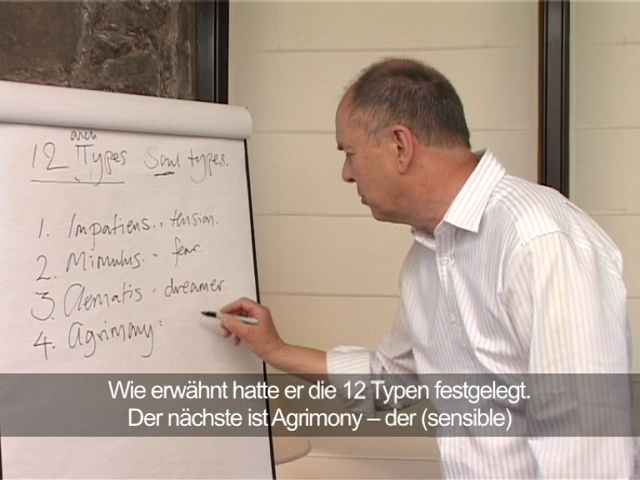 arch
12 Types Soul types.
1. Impatiens.. tension.
2. Mimulus.. fear.
3. Clematis. dreamer
4. Agrimony:
Wie erwähnt hatte er die 12 Typen festgelegt.
Der nächste ist Agrimony – der (sensible)